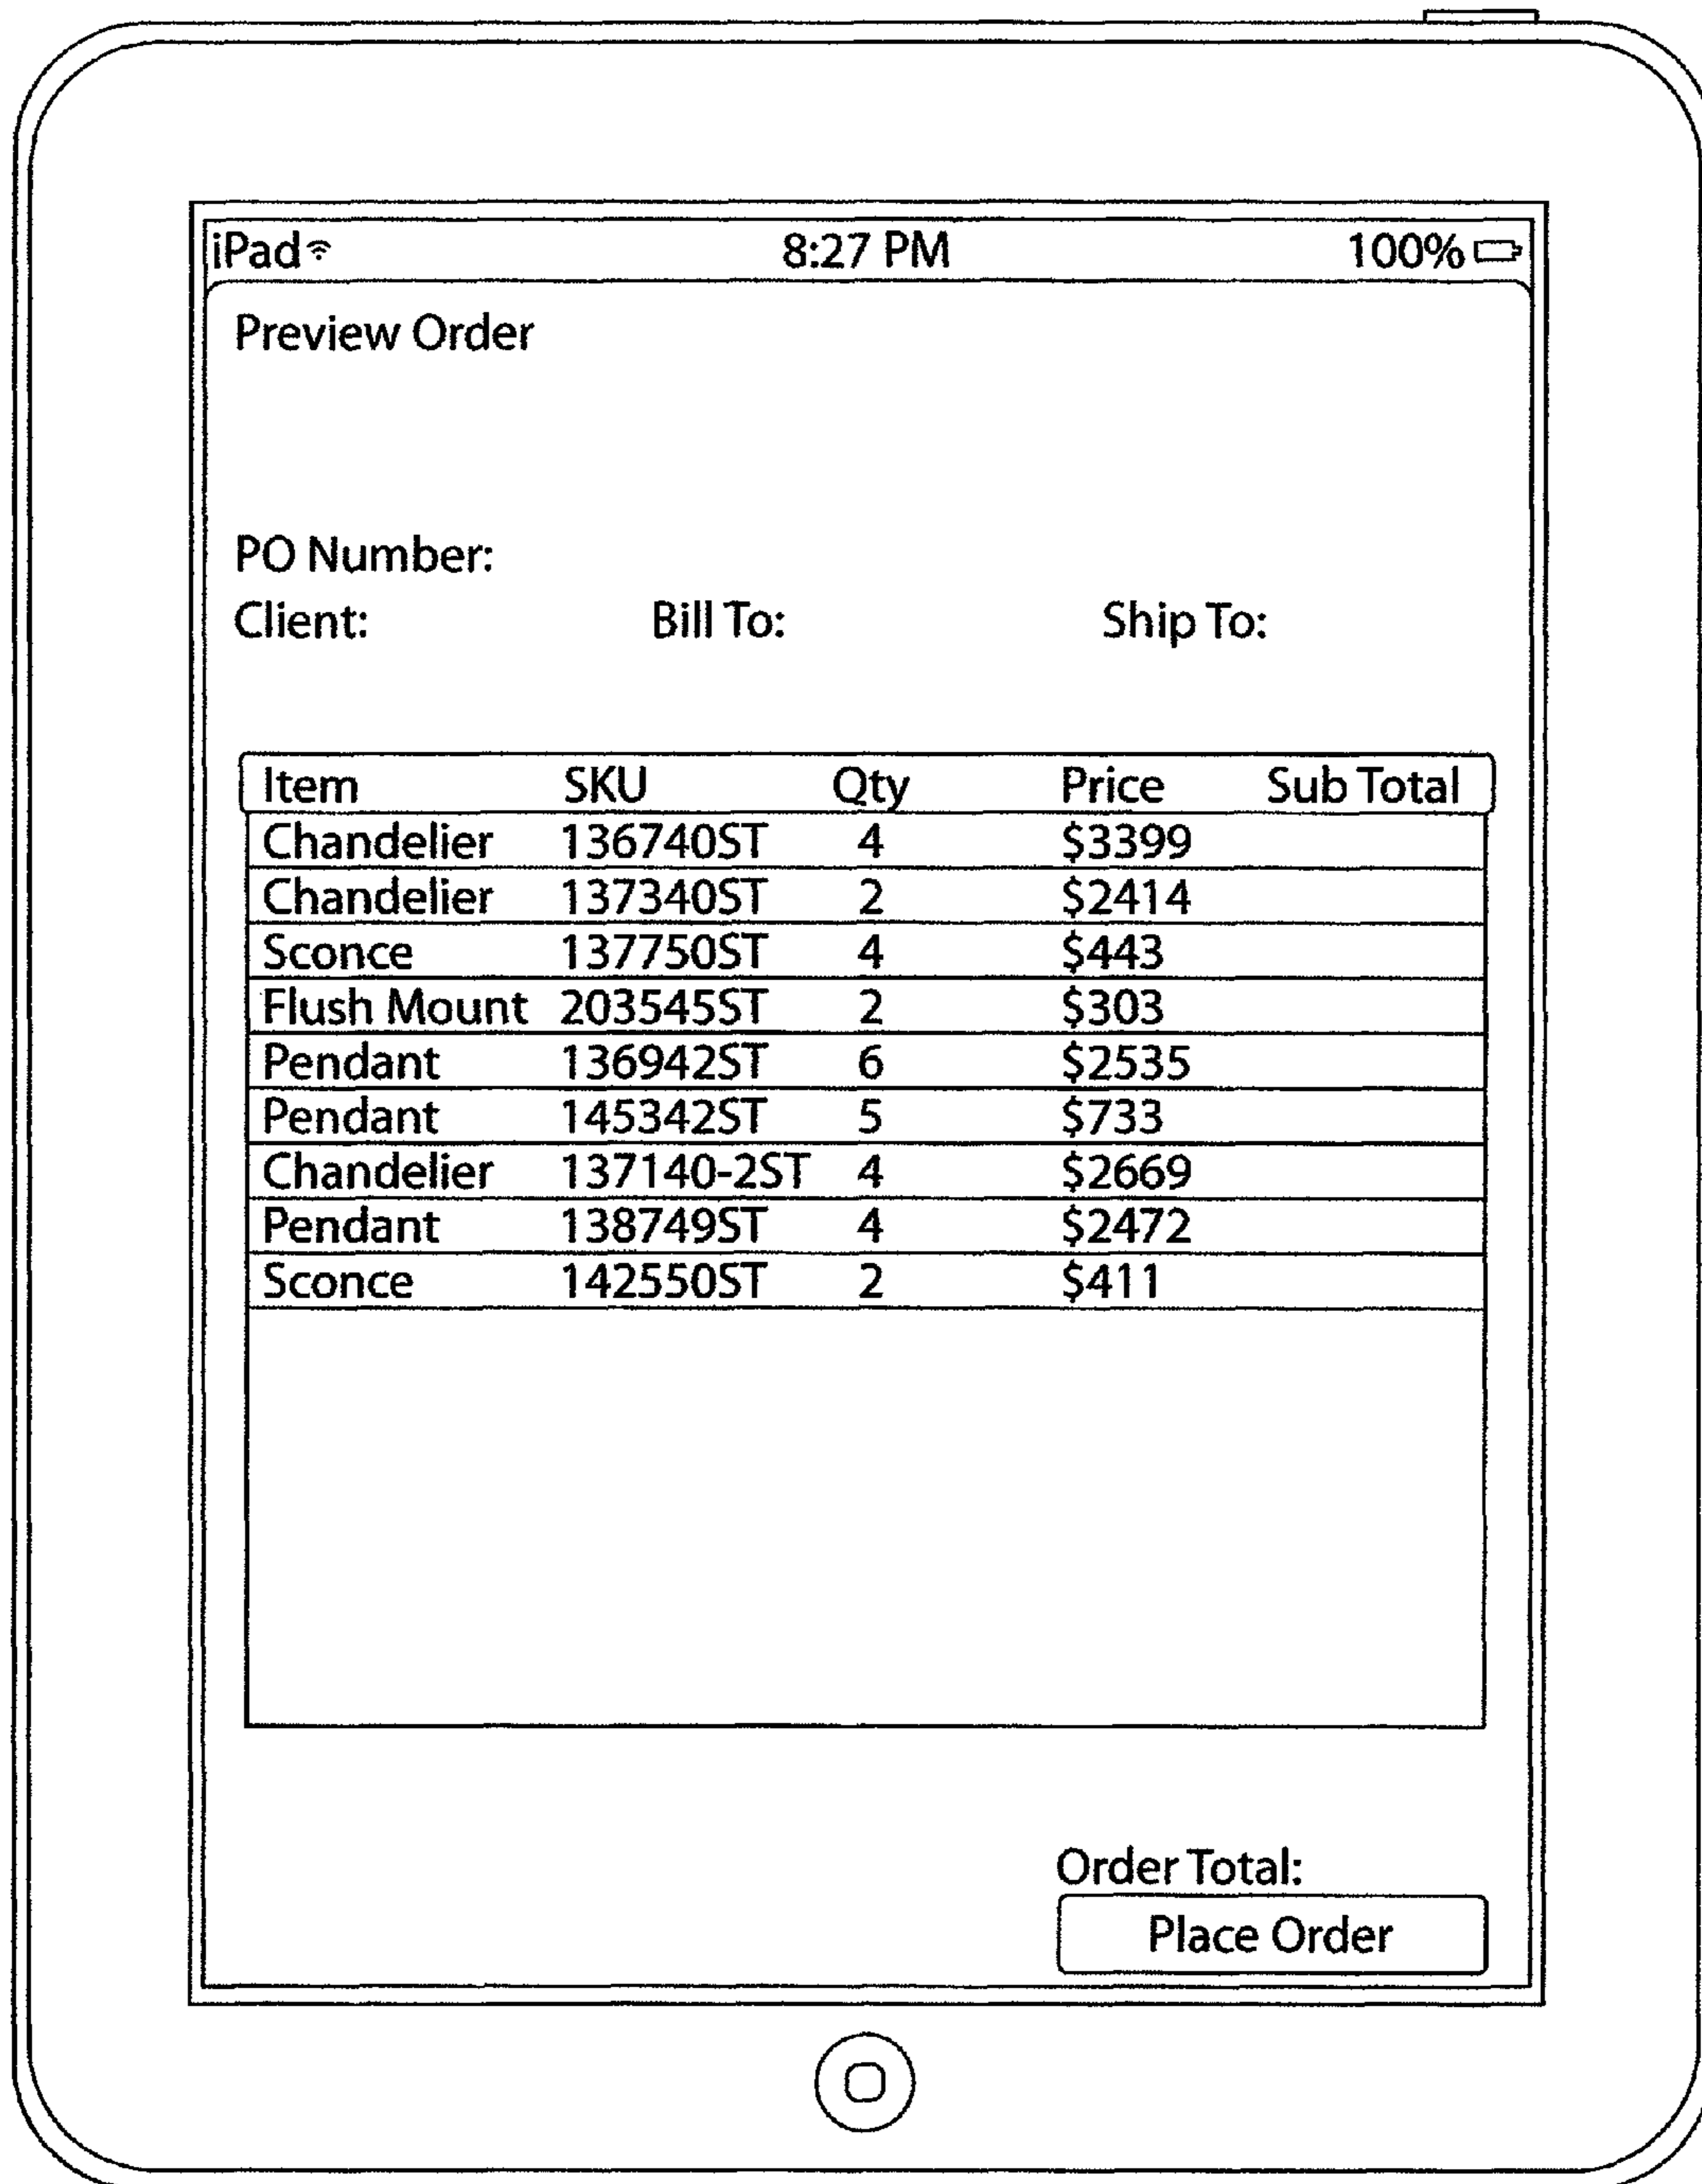 iPad 8:27 PM 100%
Preview Order
PO Number:
Client: Bill To: Ship To:
Item SKU Qty Price Sub Total
Chandelier 136740ST 4 $3399
Chandelier 137340ST 2 $2414
Sconce 137750ST 4 $443
Flush Mount 203545ST 2 $303
Pendant 136942ST 6 $2535
Pendant 145342ST 5 $733
Chandelier 137140-2ST 4 $2669
Pendant 138749ST 4 $2472
Sconce 142550ST 2 $411
Order Total:
Place Order